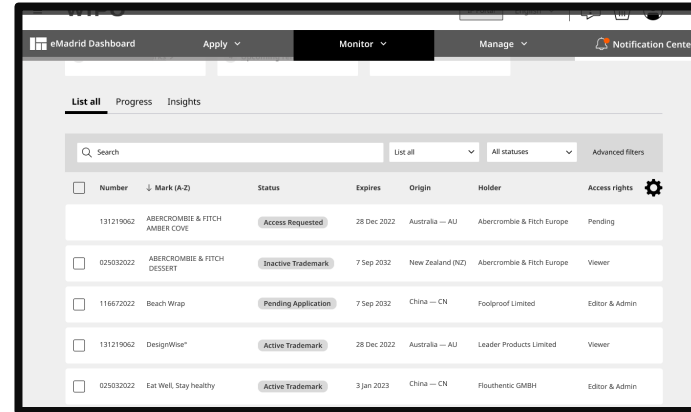 eMadrid Dashboard Apply Monitor Manage Notification Cente
List all Progress Insights
Search List all All statuses Advanced filters
Number ↓ Mark (A-Z) Status Expires Origin Holder Access rights
131219062 ABERCROMBIE & FITCH AMBER COVE Access Requested 28 Dec 2022 Australia — AU Abercrombie & Fitch Europe Pending
025032022 ABERCROMBIE & FITCH DESSERT Inactive Trademark 7 Sep 2032 New Zealand (NZ) Abercrombie & Fitch Europe Viewer
116672022 Beach Wrap Pending Application 7 Sep 2032 China — CN Foolproof Limited Editor & Admin
131219062 DesignWise® Active Trademark 28 Dec 2022 Australia — AU Leader Products Limited Viewer
025032022 Eat Well, Stay healthy Active Trademark 3 Jan 2023 China — CN Flouthentic GMBH Editor & Admin